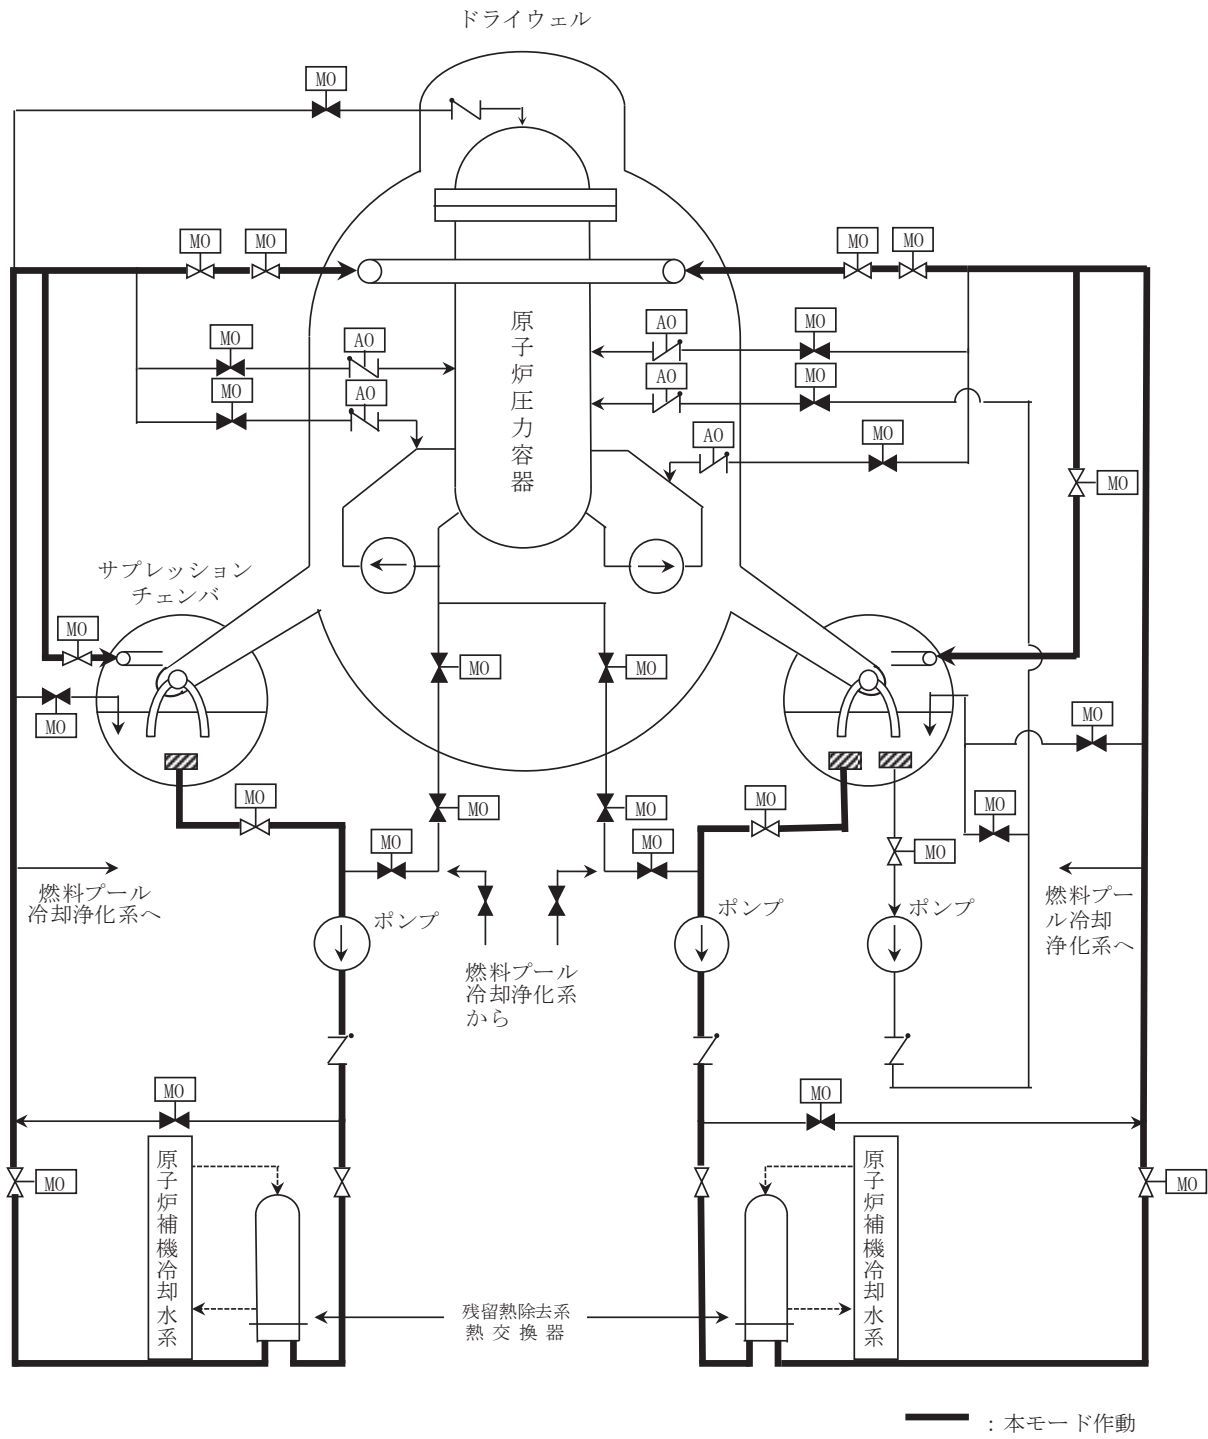 ドライウェル
MO
MO
MO
MO
MO
MO
AO
AO
MO
MO
AO
AO
MO
MO
AO
MO
原子炉圧力容器
MO
サプレッション
チェンバ
MO
MO
MO
MO
MO
MO
MO
MO
MO
MO
MO
MO
MO
MO
燃料プール
冷却浄化系へ
ポンプ
燃料プール
冷却浄化系
から
ポンプ
ポンプ
燃料プー
ル冷却
浄化系へ
MO
MO
MO
MO
原子炉補機冷却水系
原子炉補機冷却水系
残留熱除去系
熱交換器
：本モード作動